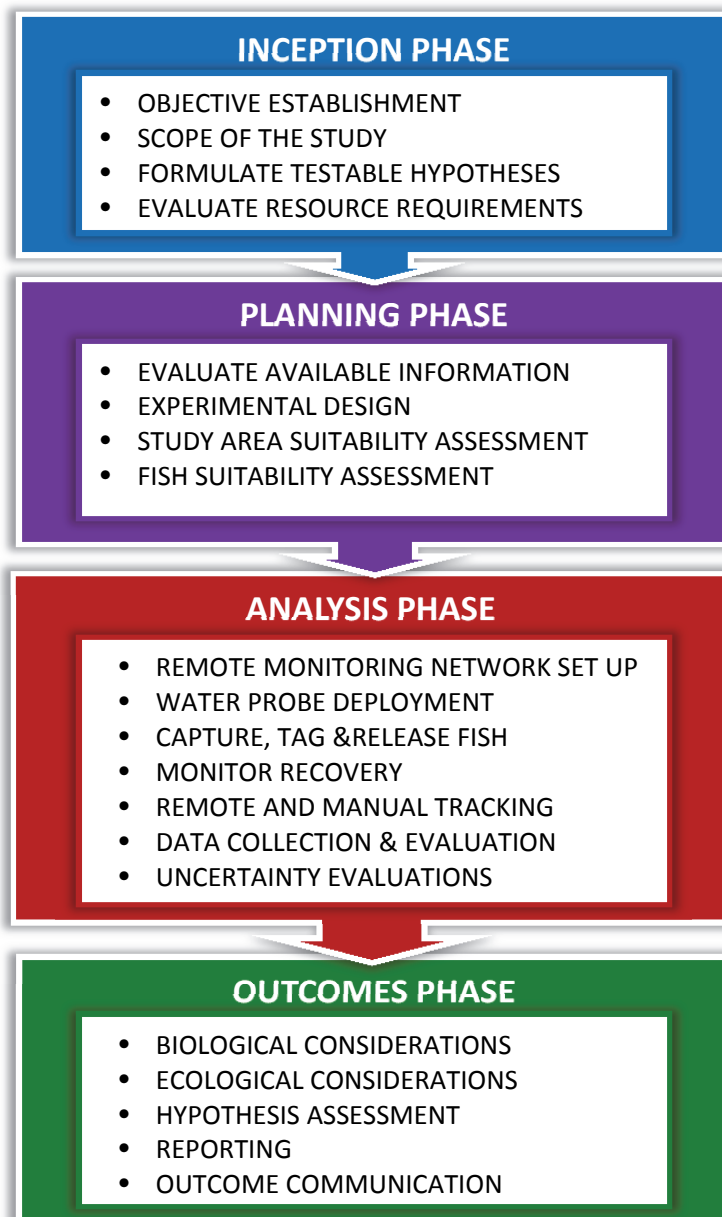 INCEPTION PHASE
• OBJECTIVE ESTABLISHMENT
• SCOPE OF THE STUDY
• FORMULATE TESTABLE HYPOTHESES
• EVALUATE RESOURCE REQUIREMENTS
PLANNING PHASE
• EVALUATE AVAILABLE INFORMATION
• EXPERIMENTAL DESIGN
• STUDY AREA SUITABILITY ASSESSMENT
• FISH SUITABILITY ASSESSMENT
ANALYSIS PHASE
• REMOTE MONITORING NETWORK SET UP
• WATER PROBE DEPLOYMENT
• CAPTURE, TAG &RELEASE FISH
• MONITOR RECOVERY
• REMOTE AND MANUAL TRACKING
• DATA COLLECTION & EVALUATION
• UNCERTAINTY EVALUATIONS
OUTCOMES PHASE
• BIOLOGICAL CONSIDERATIONS
• ECOLOGICAL CONSIDERATIONS
• HYPOTHESIS ASSESSMENT
• REPORTING
• OUTCOME COMMUNICATION